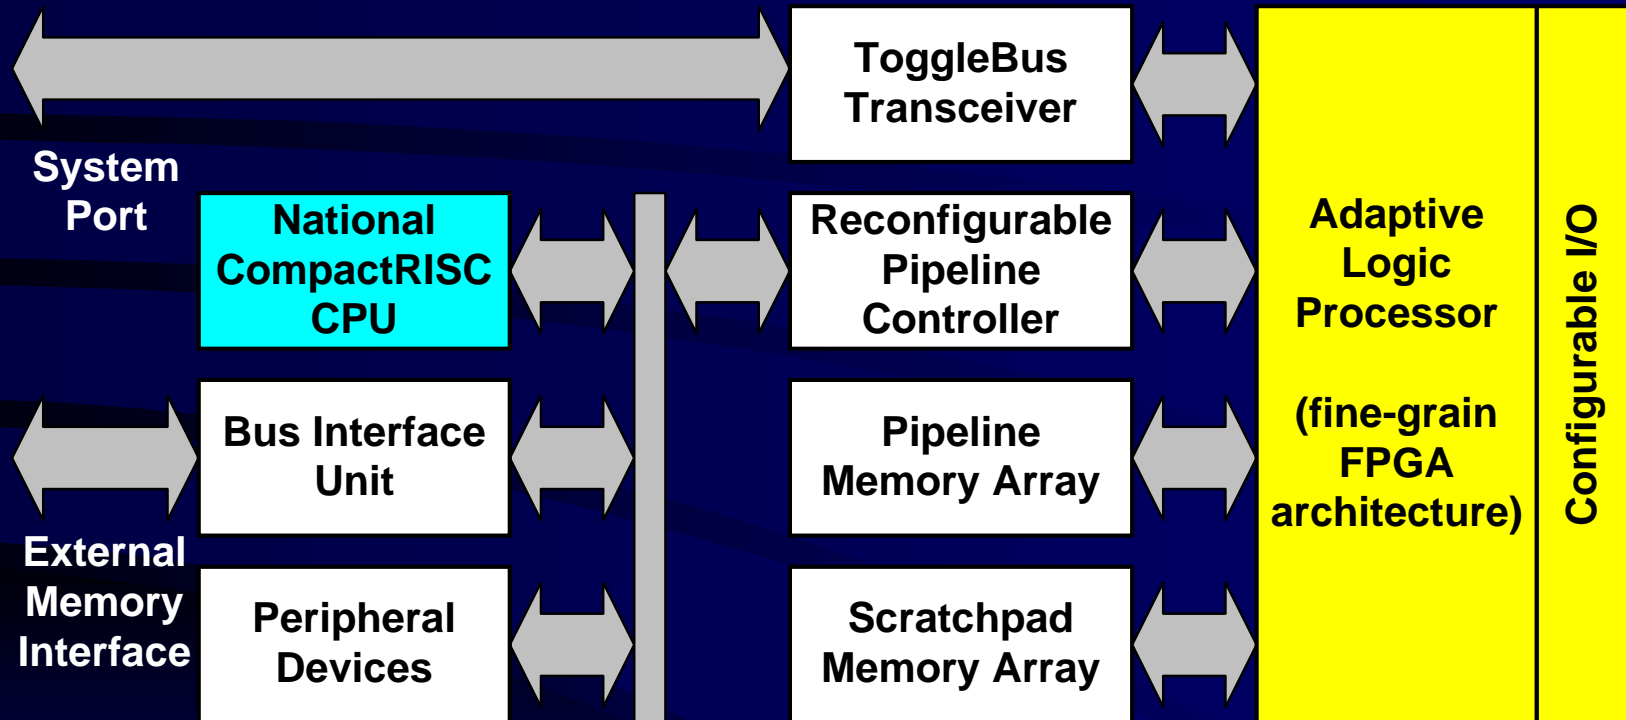 ToggleBus
Transceiver
System
Port
National
CompactRISC
CPU
Reconfigurable
Pipeline
Controller
Adaptive
Logic
Processor
(fine-grain
FPGA
architecture)
Configurable I/O
Bus Interface
Unit
Pipeline
Memory Array
External
Memory
Interface
Peripheral
Devices
Scratchpad
Memory Array